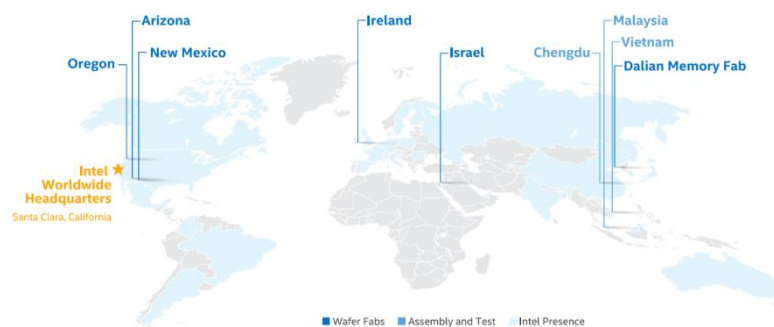 Arizona
New Mexico
Oregon
Ireland
Israel
Malaysia
Vietnam
Chengdu
Dalian Memory Fab
Intel
Worldwide
Headquarters
Santa Clara, California
Wafer Fabs
Assembly and Test
Intel Presence